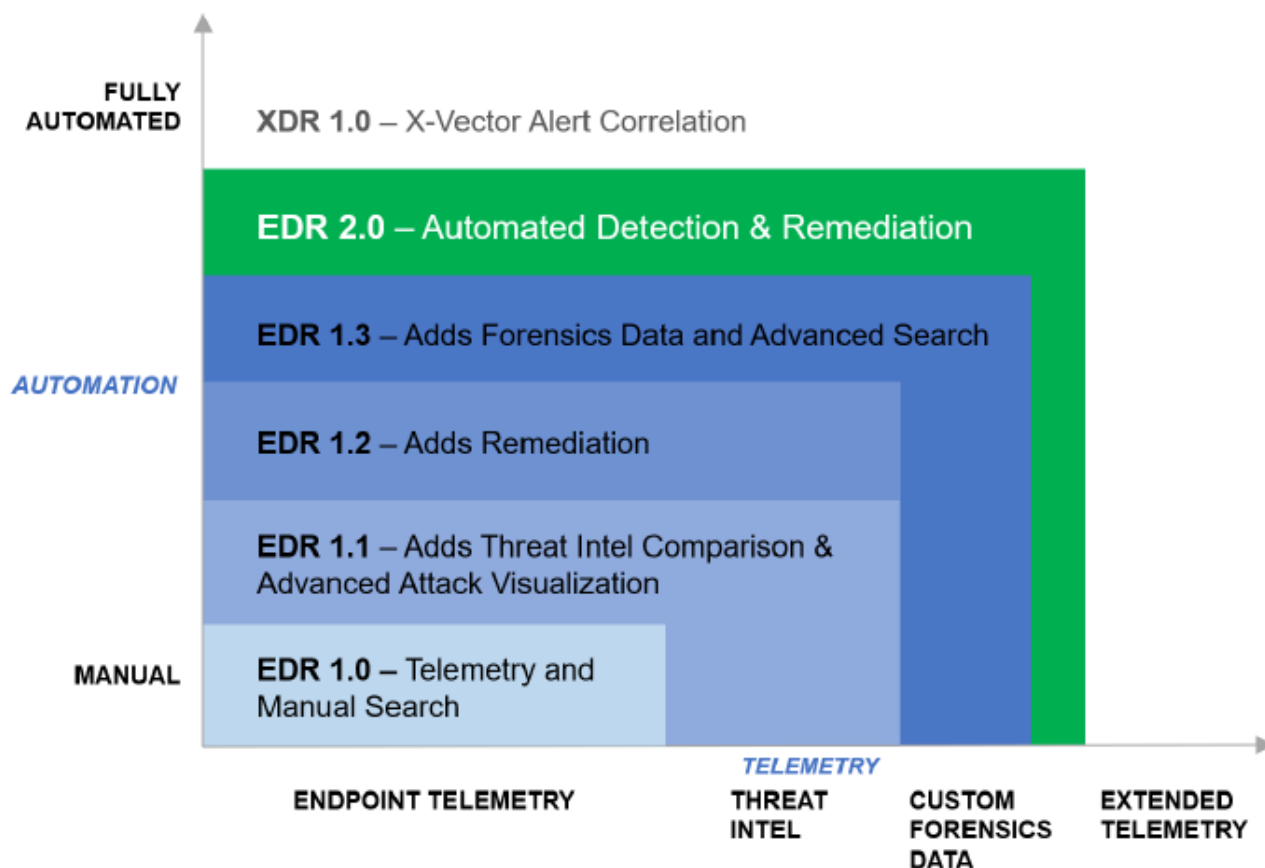 FULLY
AUTOMATED
XDR 1.0 – X-Vector Alert Correlation
EDR 2.0 – Automated Detection & Remediation
EDR 1.3 – Adds Forensics Data and Advanced Search
AUTOMATION
EDR 1.2 – Adds Remediation
EDR 1.1 – Adds Threat Intel Comparison &
Advanced Attack Visualization
MANUAL
EDR 1.0 – Telemetry and
Manual Search
TELEMETRY
ENDPOINT TELEMETRY
THREAT
INTEL
CUSTOM
FORENSICS
DATA
EXTENDED
TELEMETRY